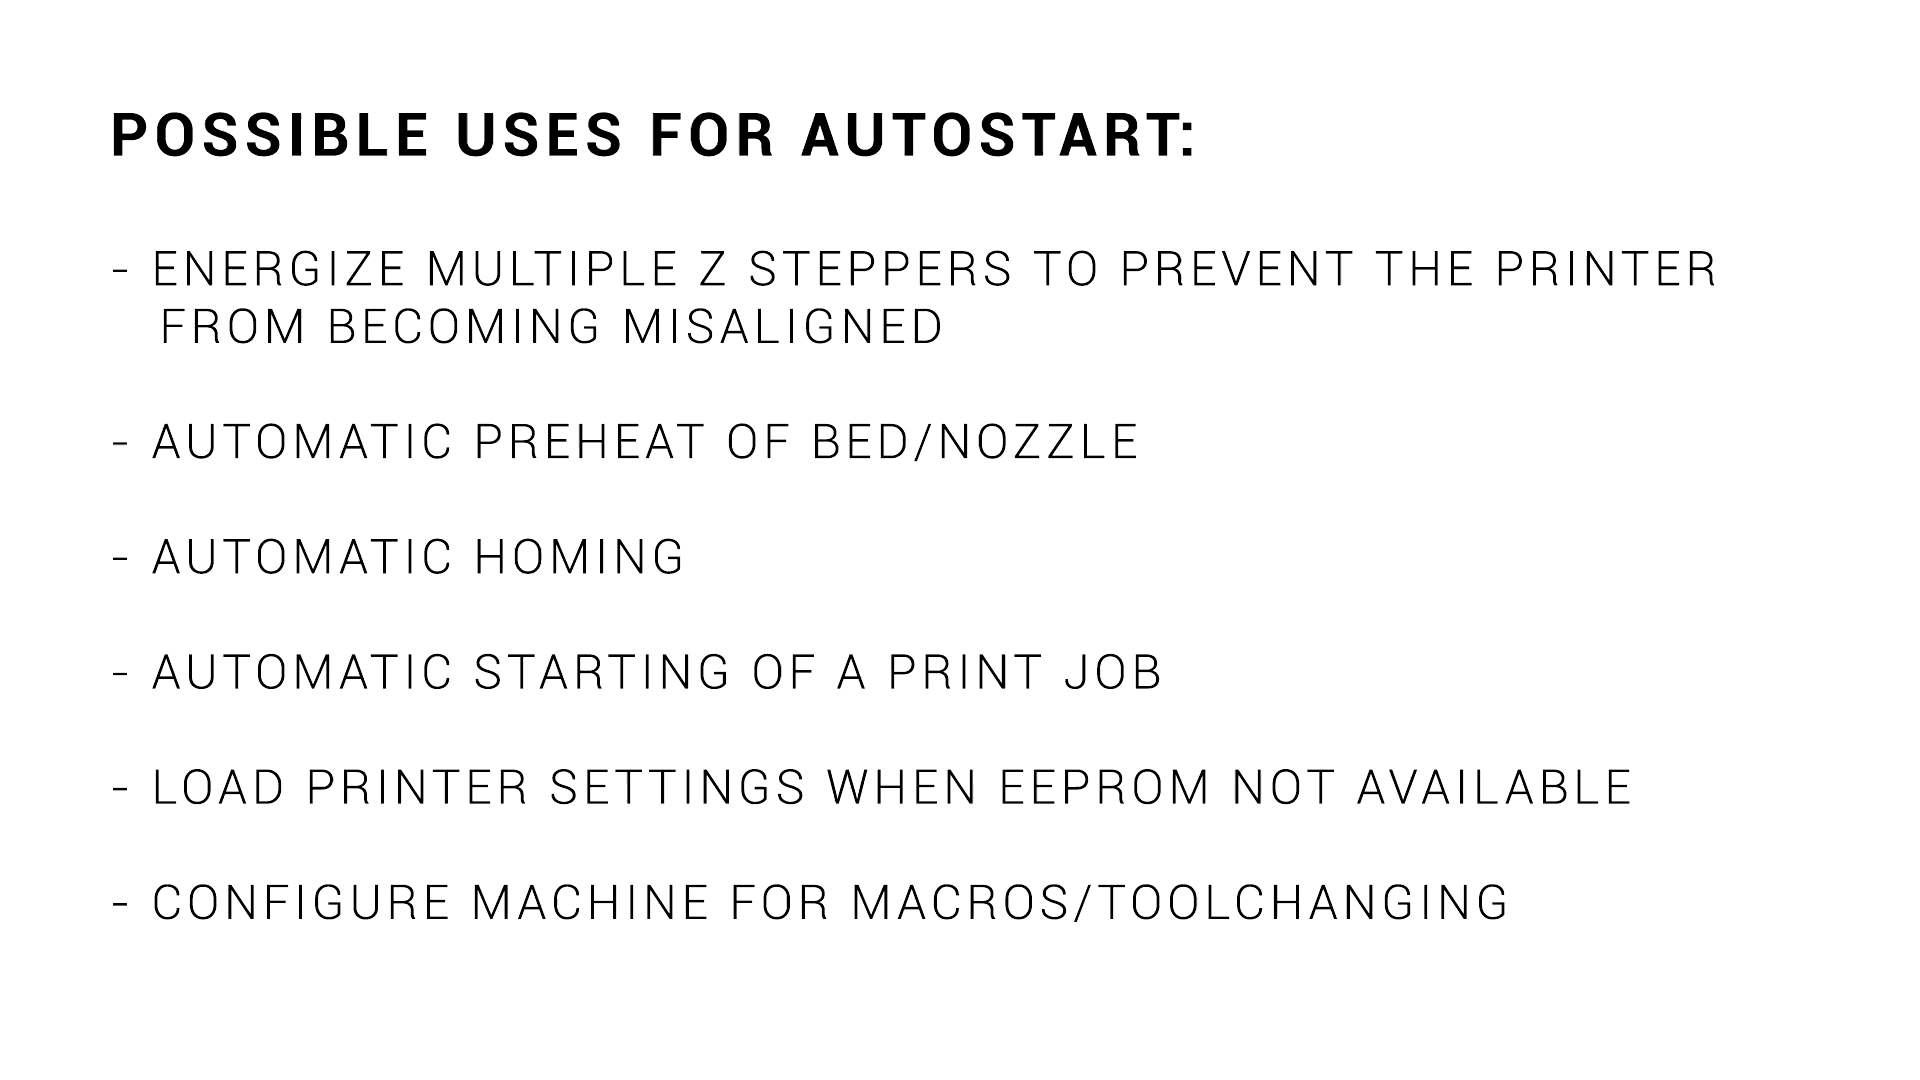 POSSIBLE USES FOR AUTOSTART:
- ENERGIZE MULTIPLE Z STEPPERS TO PREVENT THE PRINTER
FROM BECOMING MISALIGNED
- AUTOMATIC PREHEAT OF BED/NOZZLE
- AUTOMATIC HOMING
- AUTOMATIC STARTING OF A PRINT JOB
- LOAD PRINTER SETTINGS WHEN EEPROM NOT AVAILABLE
- CONFIGURE MACHINE FOR MACROS/TOOLCHANGING